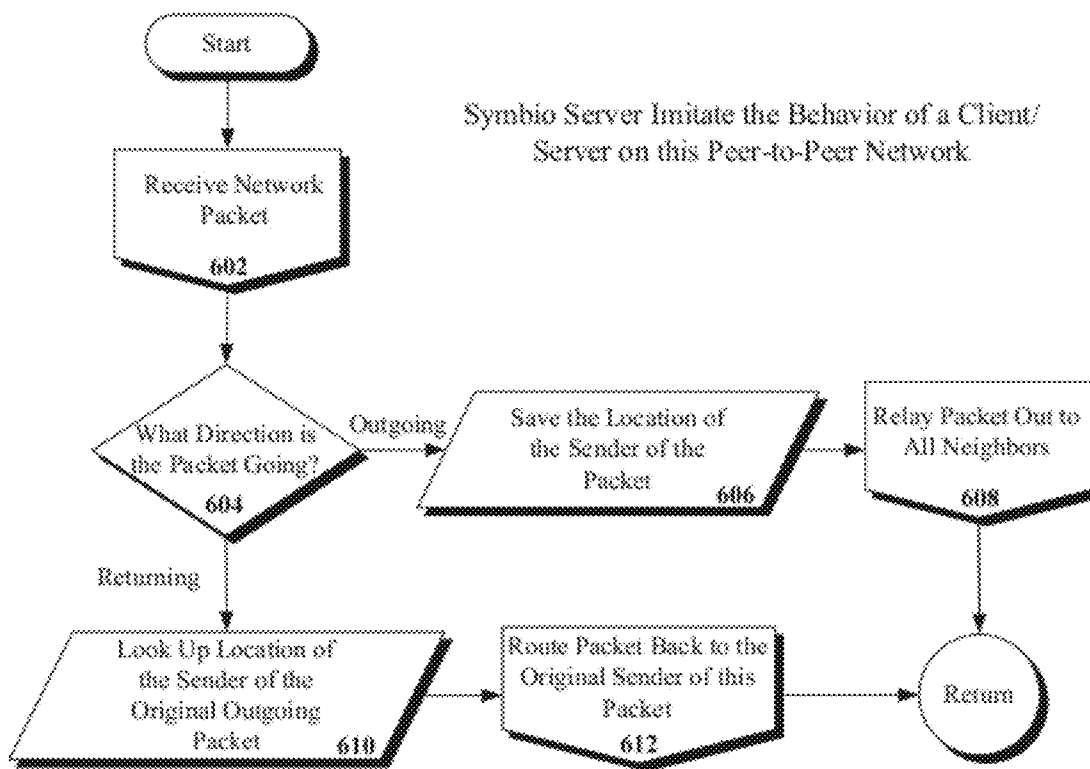 Start
Symbio Server Imitate the Behavior of a Client/
Server on this Peer-to-Peer Network
Receive Network
Packet
602
What Direction is
the Packet Going?
604
Outgoing
Save the Location of
the Sender of the
Packet
606
Relay Packet Out to
All Neighbors
608
Returning
Look Up Location of
the Sender of the
Original Outgoing
Packet
610
Route Packet Back to the
Original Sender of this
Packet
612
Return